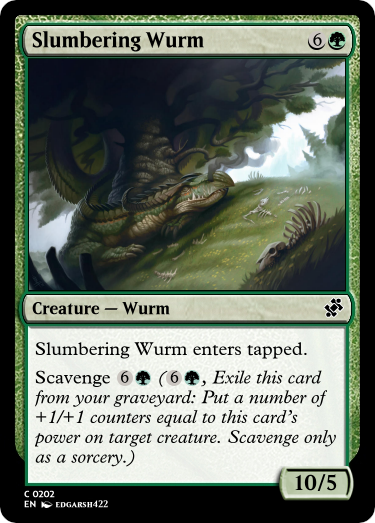 Slumbering Wurm 6
Creature — Wurm
Slumbering Wurm enters tapped.
Scavenge 6 (6, Exile this card
from your graveyard: Put a number of
+1/+1 counters equal to this card's
power on target creature. Scavenge only
as a sorcery.)
10/5
C 0202
EN EDGARSH422